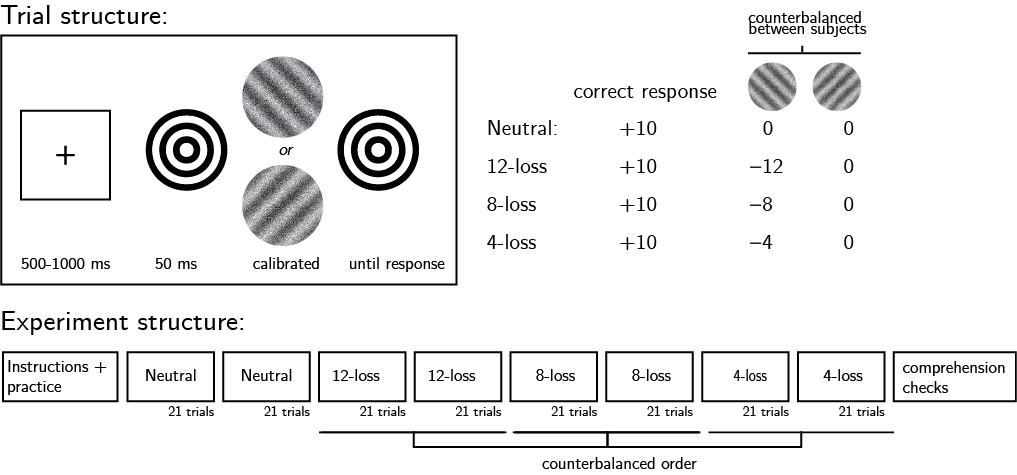 Trial structure:
+
or
500-1000 ms
50 ms
calibrated
until response
counterbalanced
between subjects
correct response
Neutral: +10 0 0
12-loss +10 −12 0
8-loss +10 −8 0
4-loss +10 −4 0
Experiment structure:
Instructions +
practice
Neutral
21 trials
Neutral
21 trials
12-loss
21 trials
12-loss
21 trials
8-loss
21 trials
8-loss
21 trials
4-loss
21 trials
4-loss
21 trials
comprehension
checks
counterbalanced order